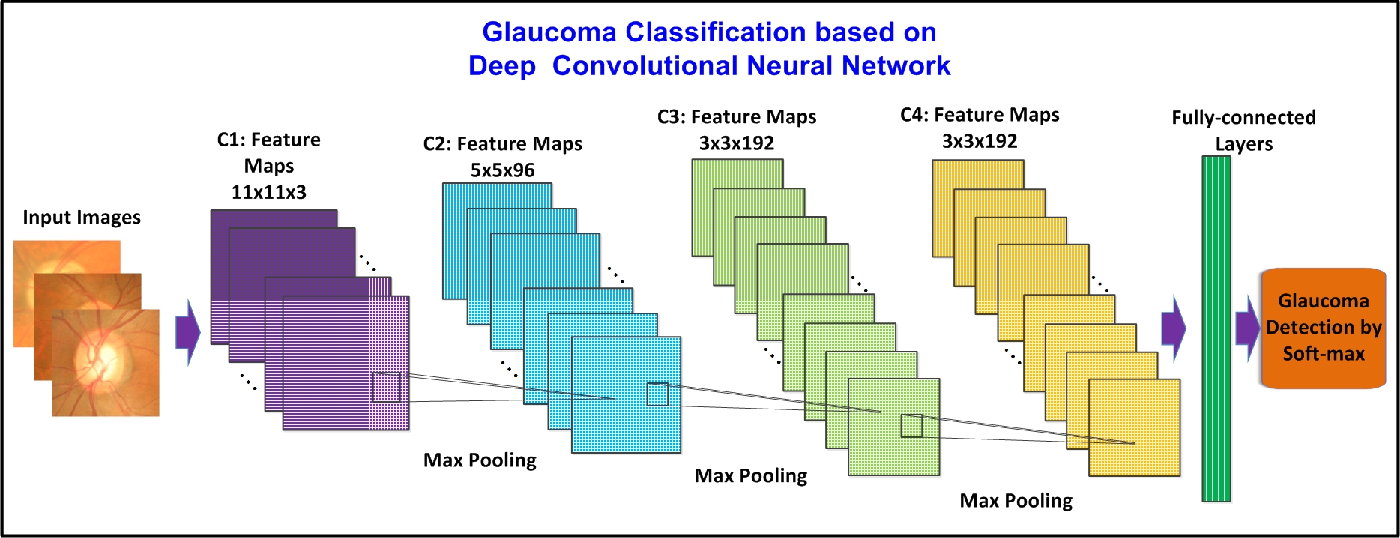 Glaucoma Classification based on
Deep Convolutional Neural Network
Input Images
C1: Feature
Maps
11x11x3
C2: Feature Maps
5x5x96
C3: Feature Maps
3x3x192
C4: Feature Maps
3x3x192
Fully-connected
Layers
Glaucoma
Detection by
Soft-max
Max Pooling
Max Pooling
Max Pooling